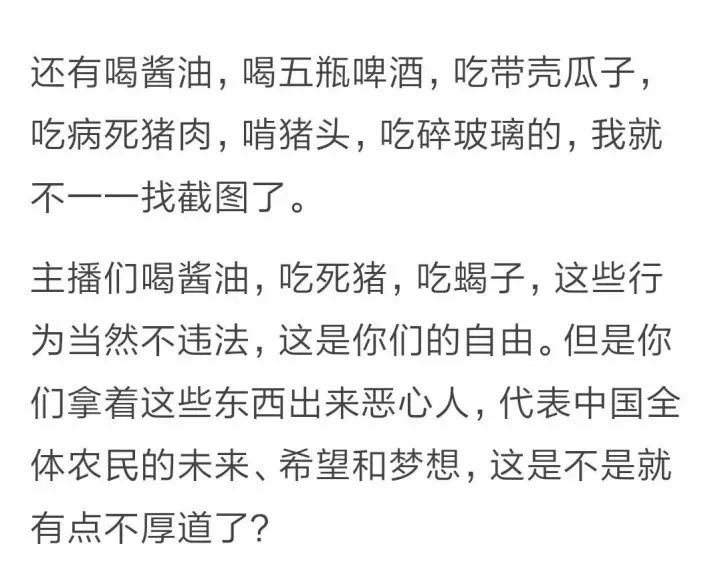 还有喝酱油，喝五瓶啤酒，吃带壳瓜子，
吃病死猪肉，啃猪头，吃碎玻璃的，我就
不一一找截图了。
主播们喝酱油，吃死猪，吃蝎子，这些行
为当然不违法，这是你们的自由。但是你
们拿着这些东西出来恶心人，代表中国全
体农民的未来、希望和梦想，这是不是就
有点不厚道了？